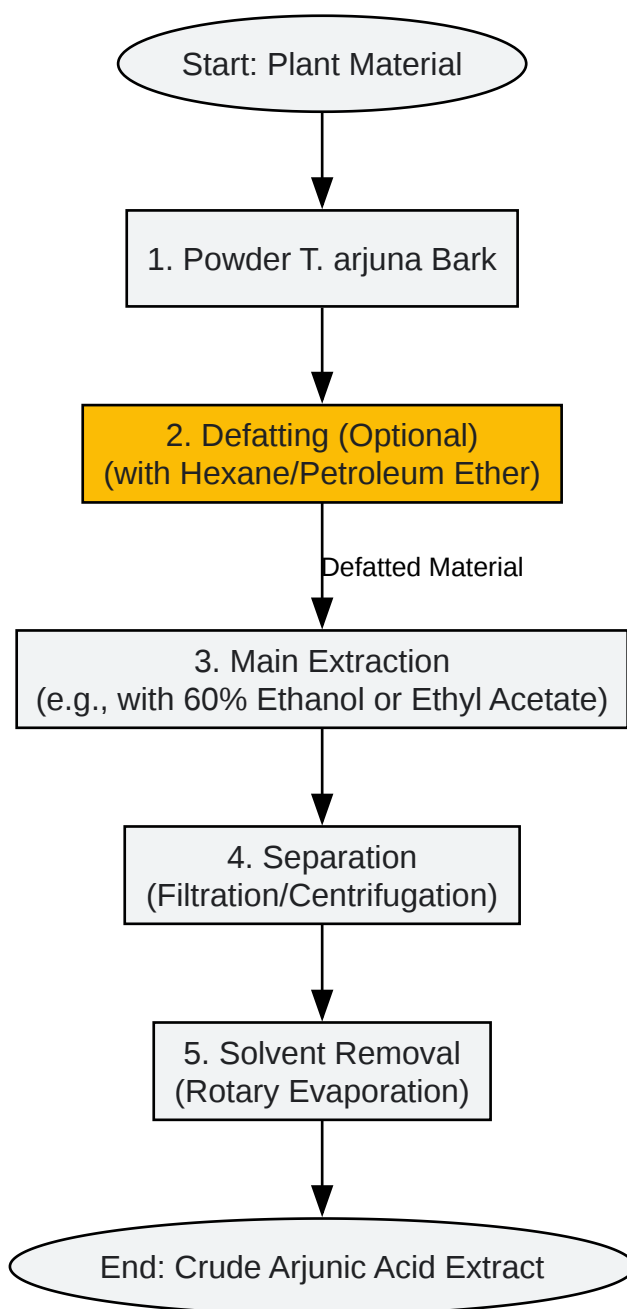 Start: Plant Material
1. Powder T. arjuna Bark
2. Defatting (Optional)
(with Hexane/Petroleum Ether)
Defatted Material
3. Main Extraction
(e.g., with 60% Ethanol or Ethyl Acetate)
4. Separation
(Filtration/Centrifugation)
5. Solvent Removal
(Rotary Evaporation)
End: Crude Arjunic Acid Extract